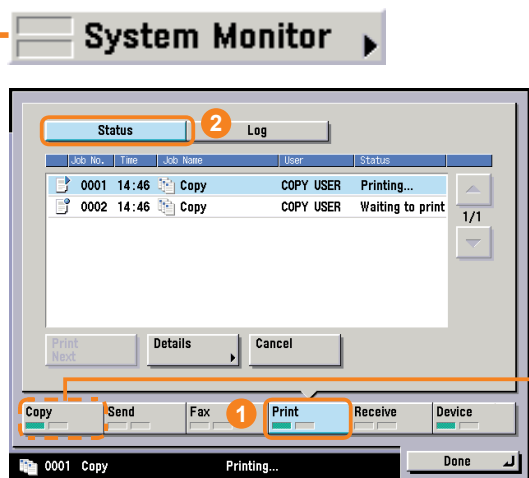 System Monitor
Status 2 Log
Job No. Time Job Name User Status
0001 14:46 Copy COPY USER Printing...
0002 14:46 Copy COPY USER Waiting to print
1/1
Print Next Details Cancel
Copy Send Fax 1 Print Receive Device
0001 Copy Printing... Done